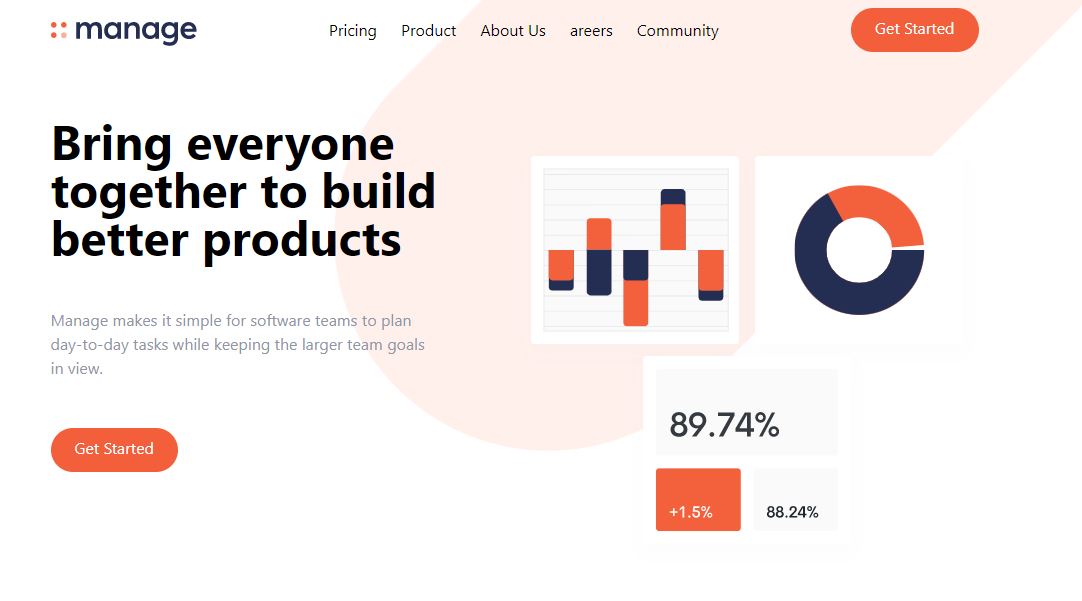 manage
Pricing Product About Us areers Community
Get Started
Bring everyone
together to build
better products
Manage makes it simple for software teams to plan
day-to-day tasks while keeping the larger team goals
in view.
Get Started
89.74%
+1.5% 88.24%